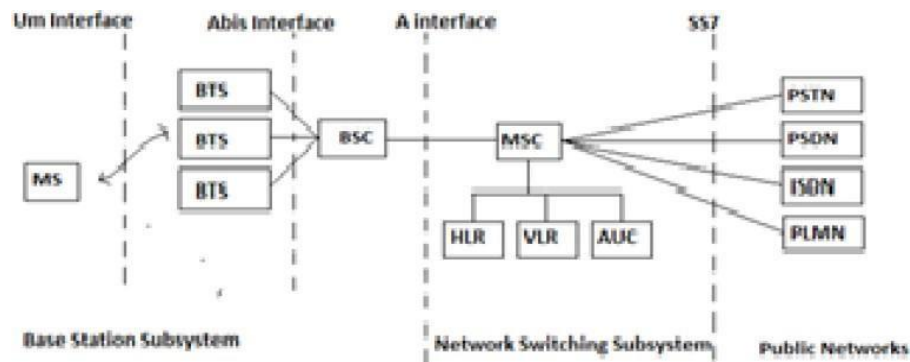 Um Interface
Abis Interface
A interface
SS7
BTS
BTS
BTS
MS
BSC
MSC
HLR
VLR
AUC
PSTN
PSDN
ISDN
PLMN
Base Station Subsystem
Network Switching Subsystem
Public Networks